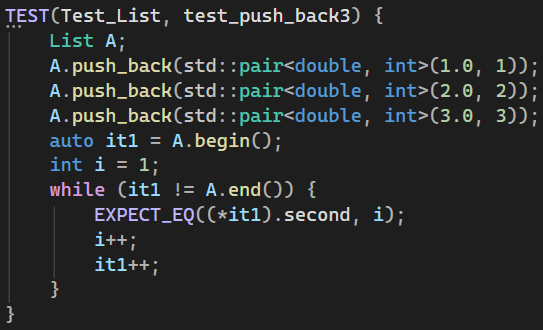 TEST(Test_List, test_push_back3) {
    List A;
    A.push_back(std::pair<double, int>(1.0, 1));
    A.push_back(std::pair<double, int>(2.0, 2));
    A.push_back(std::pair<double, int>(3.0, 3));
    auto it1 = A.begin();
    int i = 1;
    while (it1 != A.end()) {
        EXPECT_EQ((*it1).second, i);
        i++;
        it1++;
    }
}